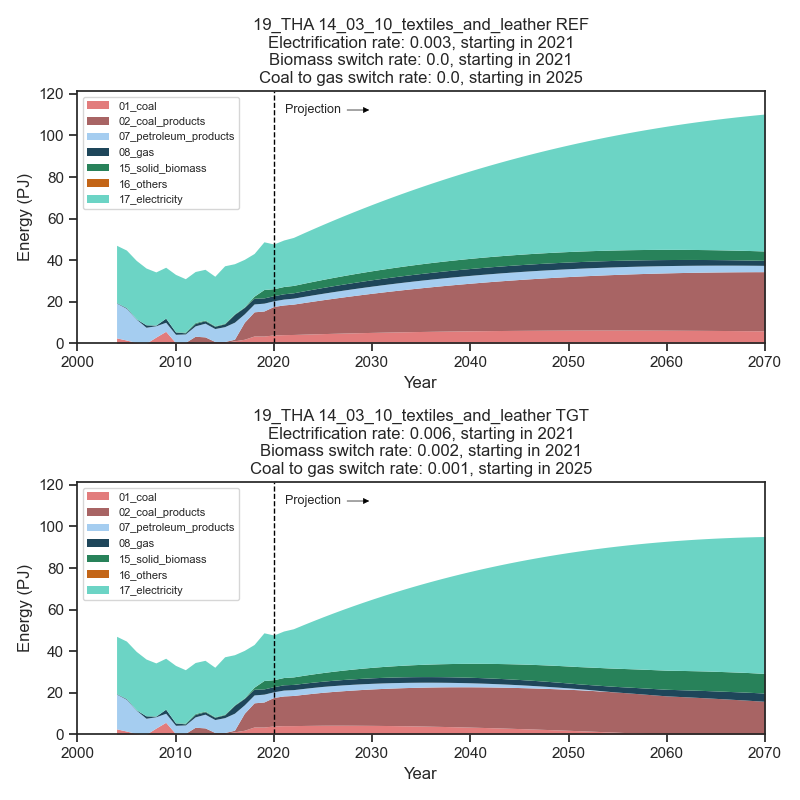 19_THA 14_03_10_textiles_and_leather REF
Electrification rate: 0.003, starting in 2021
Biomass switch rate: 0.0, starting in 2021
Coal to gas switch rate: 0.0, starting in 2025
120
100
80
60
40
20
0
Energy (PJ)
01_coal
02_coal_products
07_petroleum_products
08_gas
15_solid_biomass
16_others
17_electricity
Projection
2000 2010 2020 2030 2040 2050 2060 2070
Year
19_THA 14_03_10_textiles_and_leather TGT
Electrification rate: 0.006, starting in 2021
Biomass switch rate: 0.002, starting in 2021
Coal to gas switch rate: 0.001, starting in 2025
120
100
80
60
40
20
0
Energy (PJ)
01_coal
02_coal_products
07_petroleum_products
08_gas
15_solid_biomass
16_others
17_electricity
Projection
2000 2010 2020 2030 2040 2050 2060 2070
Year